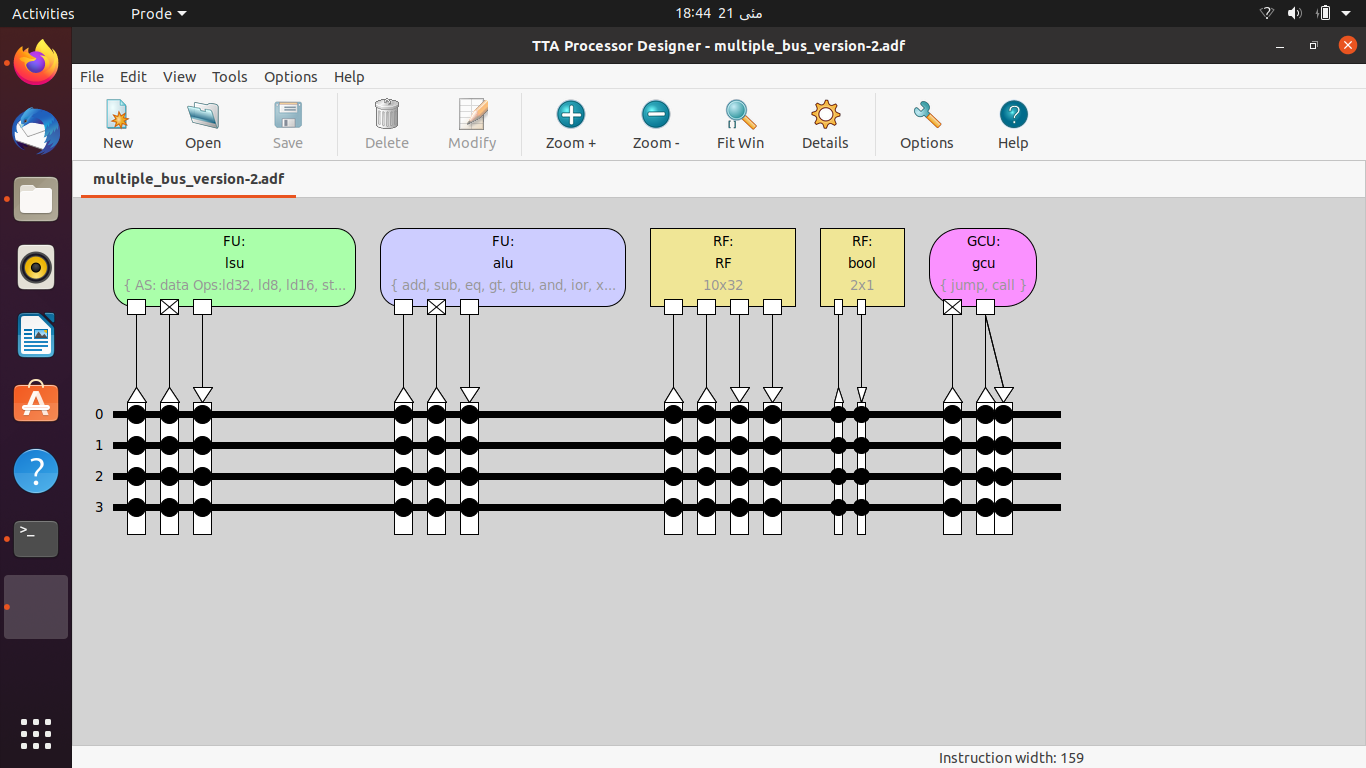 Activities
Prode
18:44 21 مئی
TTA Processor Designer - multiple_bus_version-2.adf
File Edit View Tools Options Help
New Open Save Delete Modify Zoom + Zoom - Fit Win Details Options Help
multiple_bus_version-2.adf
FU:
lsu
{ AS: data Ops:ld32, ld8, ld16, st...
FU:
alu
{ add, sub, eq, gt, gtu, and, ior, x...
RF:
RF
10x32
RF:
bool
2x1
GCU:
gcu
{ jump, call }
0
1
2
3
Instruction width: 159